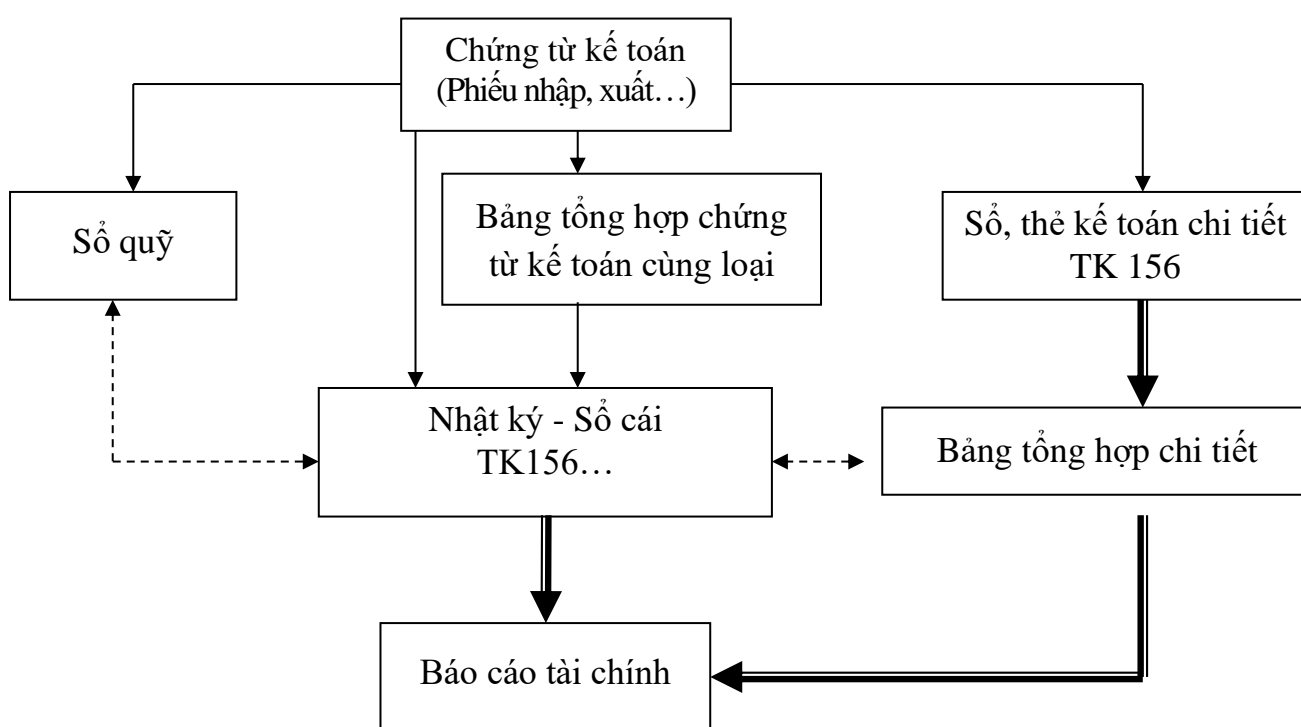 Chứng từ kế toán
(Phiếu nhập, xuất…)
Sổ quỹ
Bảng tổng hợp chứng
từ kế toán cùng loại
Sổ, thẻ kế toán chi tiết
TK 156
Nhật ký - Sổ cái
TK156…
Bảng tổng hợp chi tiết
Báo cáo tài chính